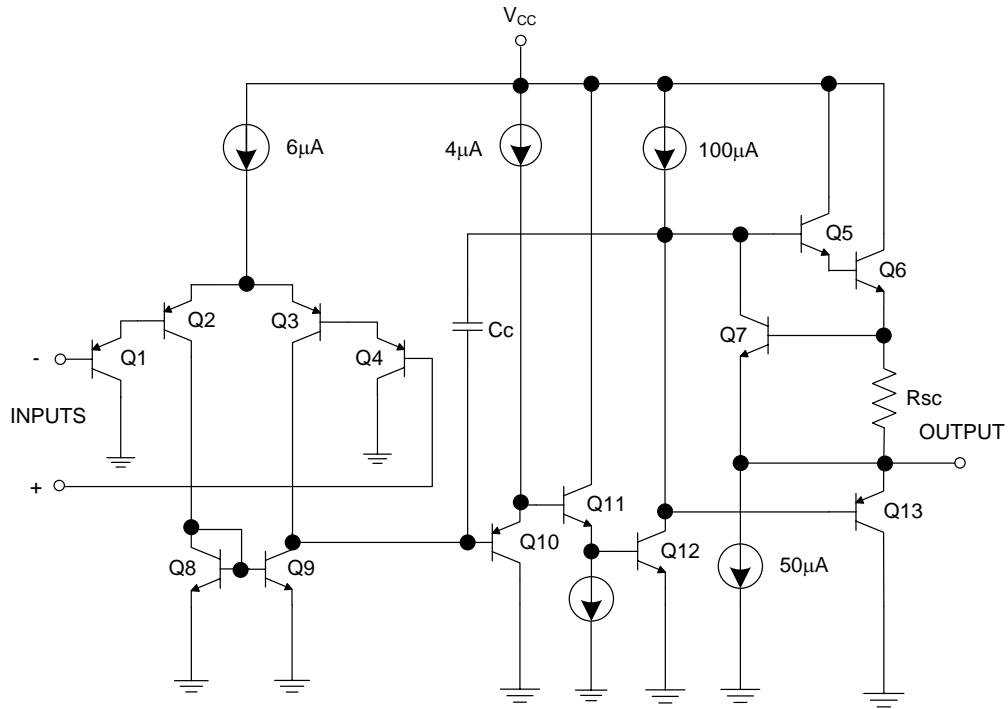 V_CC
6μA
4μA
100μA
Q5
Q6
Q2
Q3
Q7
Cc
-
Q1
Q4
Rsc
INPUTS
OUTPUT
+
Q11
Q13
Q10
Q12
Q8
Q9
50μA